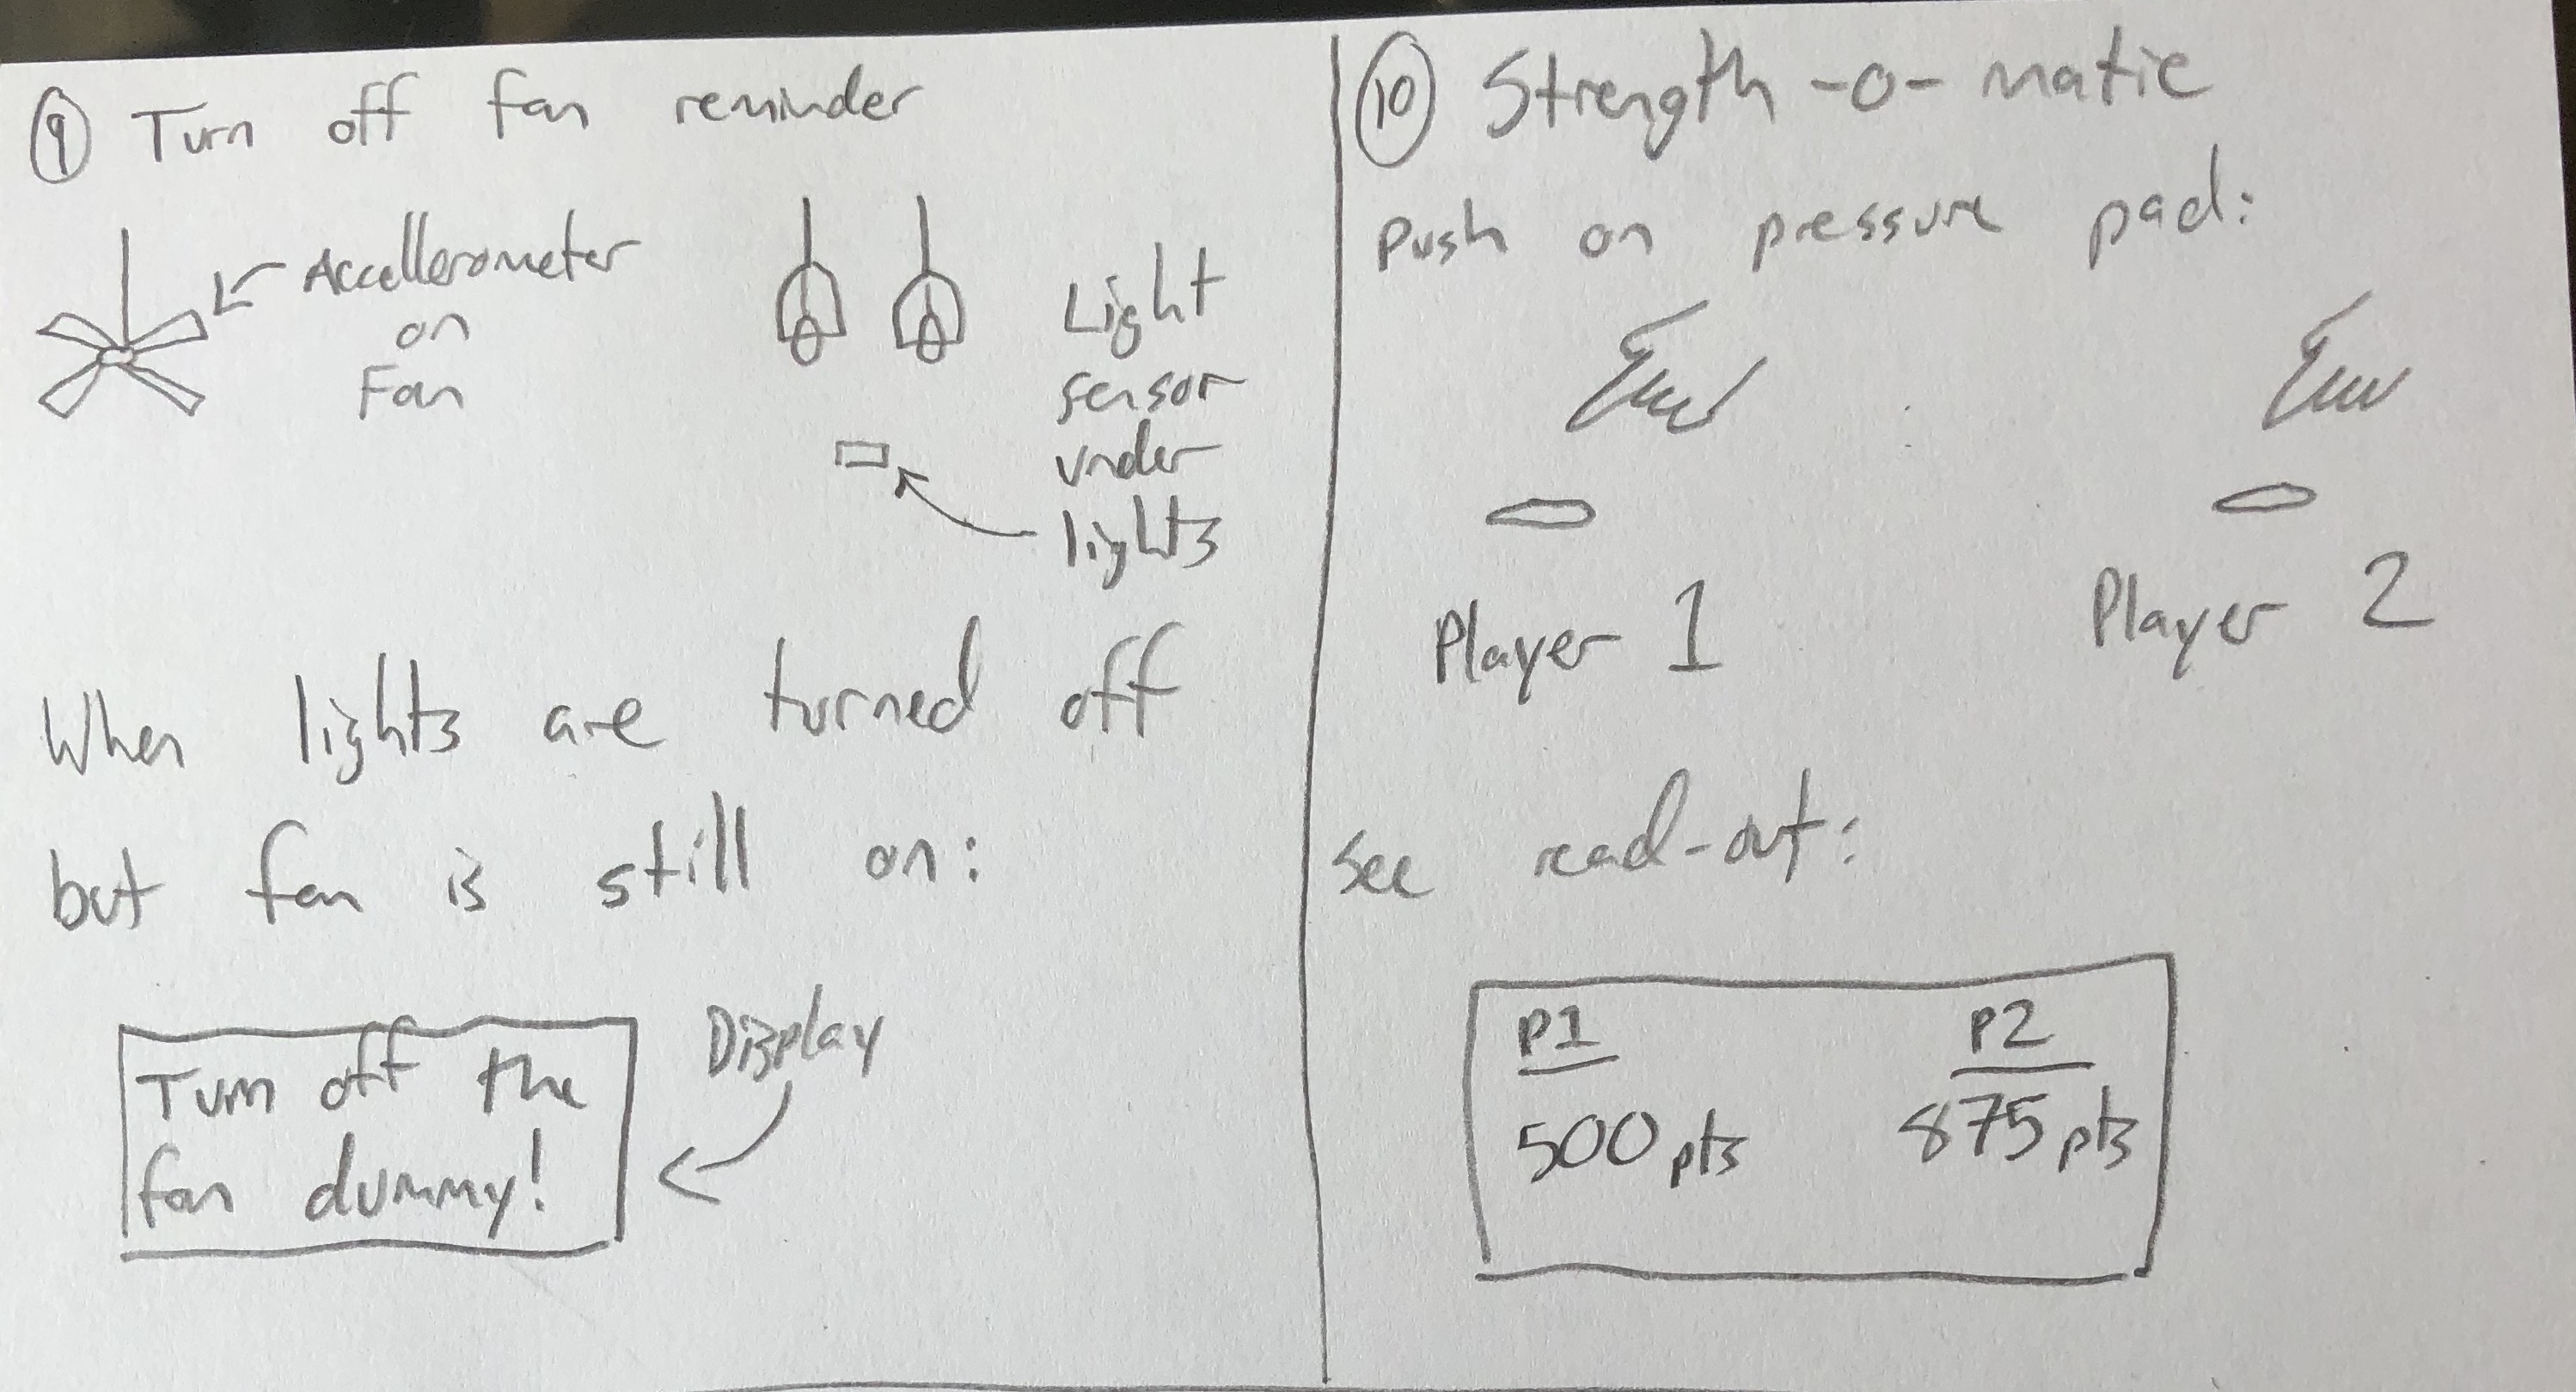 9 Turn off fan reminder
Accellerometer
on
Fan
Light
sensor
under
lights
When lights are turned off
but fan is still on:
Turn off the
fan dummy!
Display
10 Strength-o-matic
Push on pressure pad:
Player 1
Player 2
See read-out:
P1
P2
500 pts
875 pts